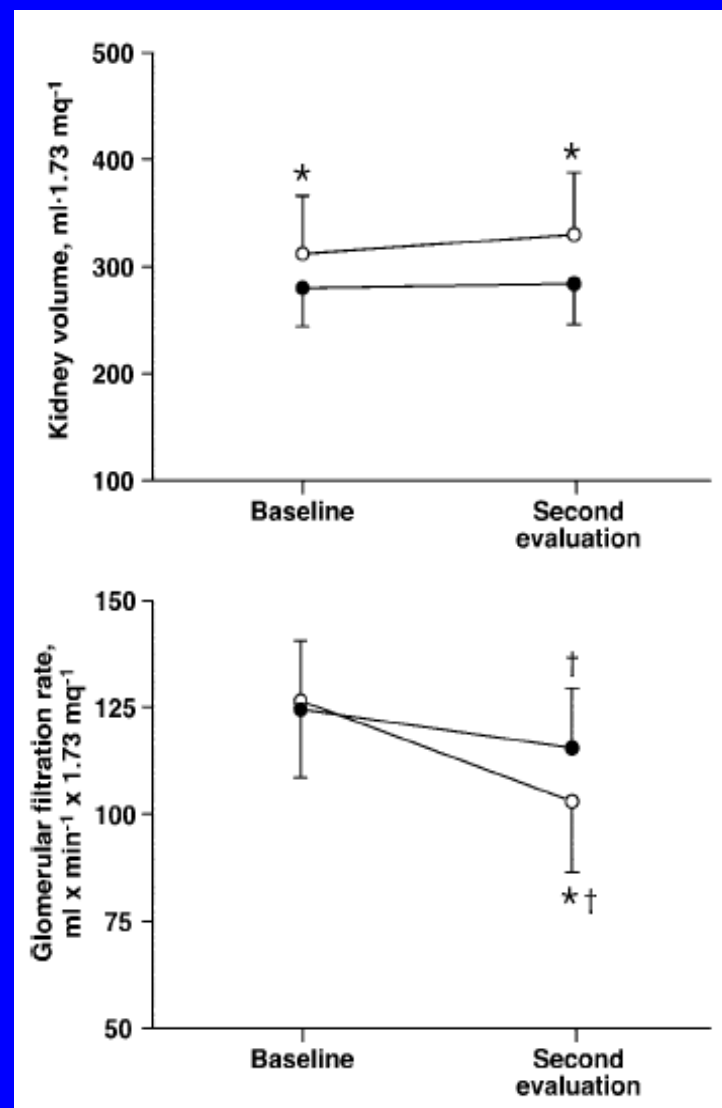 500
Kidney volume, ml·1.73 mq⁻¹
400
*
*
300
200
100
Baseline
Second
evaluation
150
Glomerular filtration rate,
ml x min⁻¹ x 1.73 mq⁻¹
†
125
100
*†
75
50
Baseline
Second
evaluation